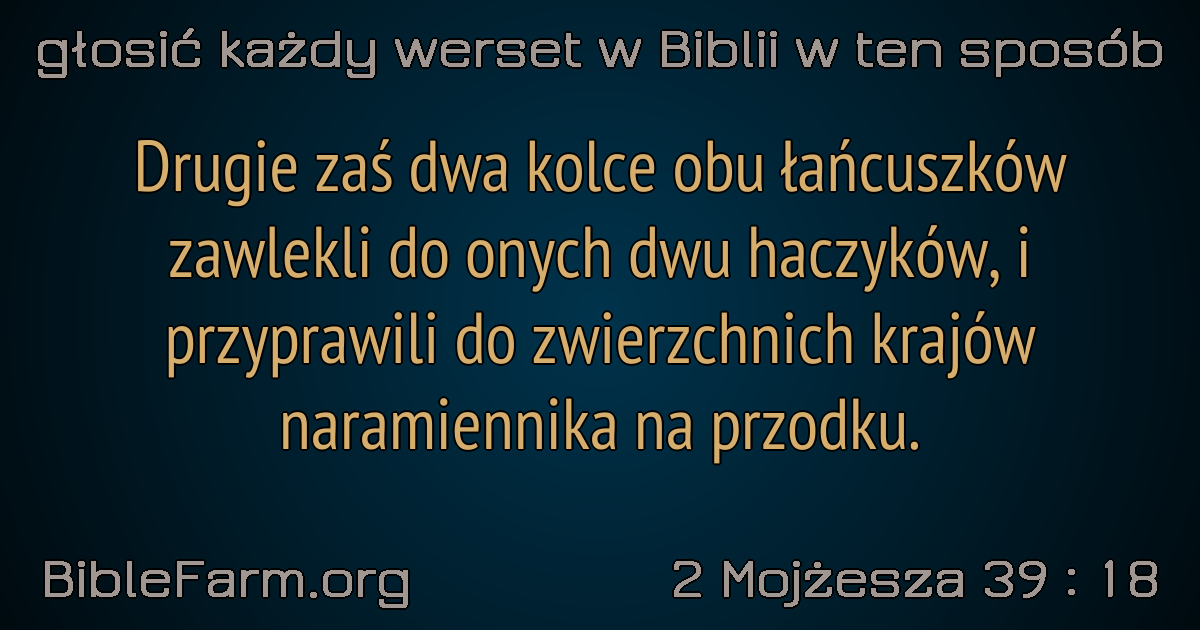 głosić każdy werset w Biblii w ten sposób
Drugie zaś dwa kolce obu łańcuszków
zawlekli do onych dwu haczyków, i
przyprawili do zwierzchnich krajów
naramiennika na przodku.
BibleFarm.org
2 Mojżesza 39 : 18